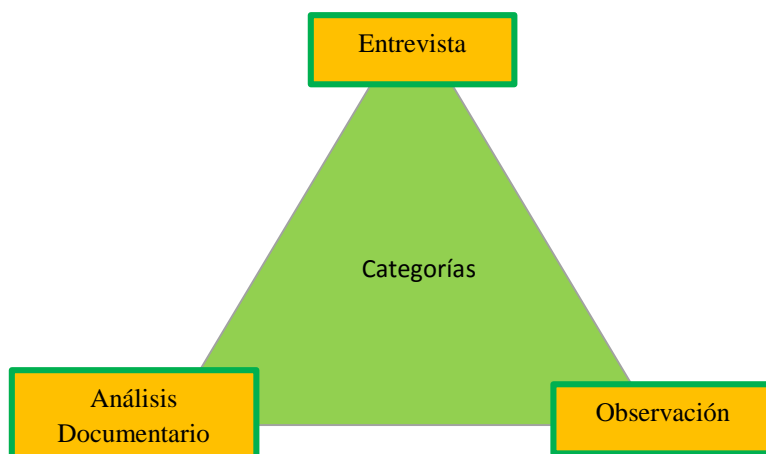 Entrevista
Categorías
Análisis
Documentario
Observación